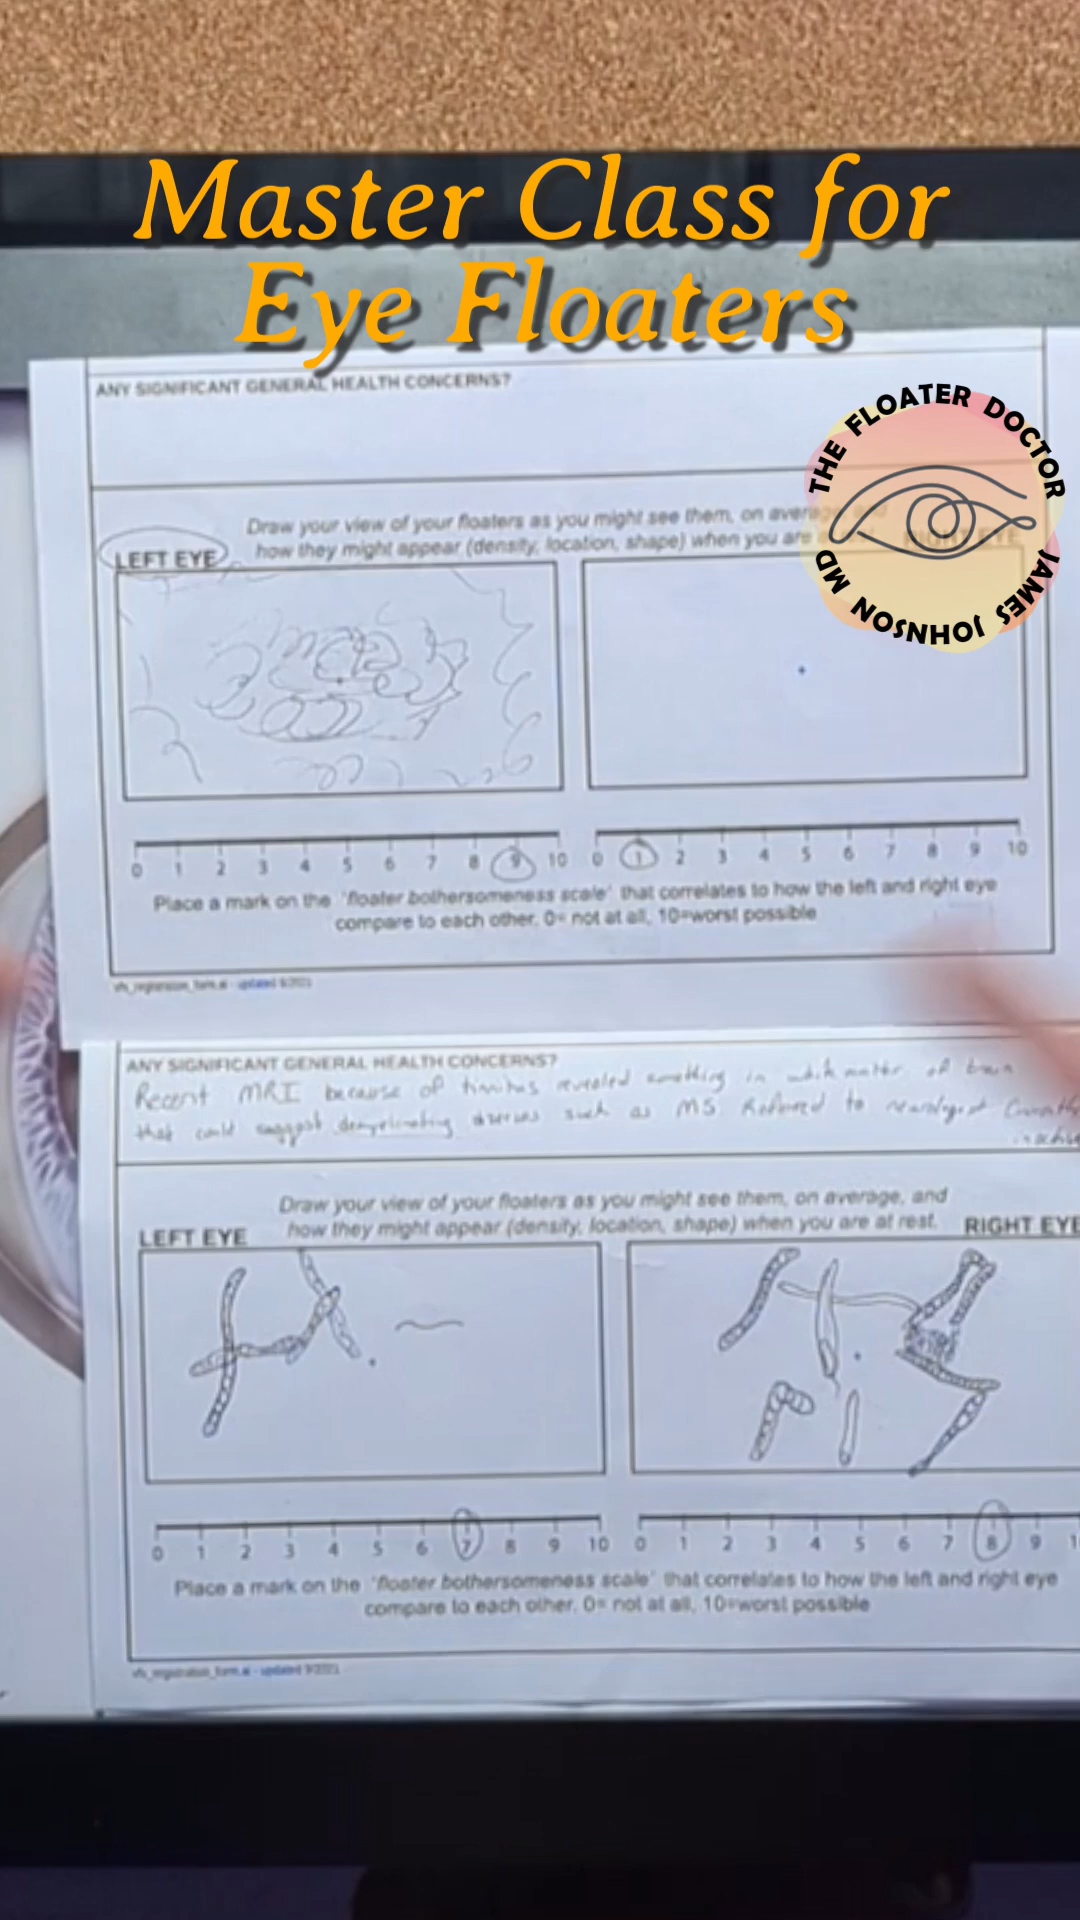 Master Class for
Eye Floaters
ANY SIGNIFICANT GENERAL HEALTH CONCERNS?
THE FLOATER DOCTOR
JAMES JOHNSON MD
Draw your view of your floaters as you might see them, on average, and
LEFT EYE how they might appear (density, location, shape) when you are RIGHT EYE
0 1 2 3 4 5 6 7 8 9 10 0 1 2 3 4 5 6 7 8 9 10
Place a mark on the 'floater bothersomeness scale' that correlates to how the left and right eye
compare to each other. 0= not at all, 10=worst possible
vfs_registration_form.ai - updated
ANY SIGNIFICANT GENERAL HEALTH CONCERNS?
Recent MRI because of tinnitus revealed something in white matter of brain
that could suggest demyelinating diseases such as MS Referred to neurologist
Draw your view of your floaters as you might see them, on average, and
LEFT EYE how they might appear (density, location, shape) when you are at rest. RIGHT EYE
0 1 2 3 4 5 6 7 8 9 10 0 1 2 3 4 5 6 7 8 9 1
Place a mark on the 'floater bothersomeness scale' that correlates to how the left and right eye
compare to each other. 0= not at all, 10=worst possible
vfs_registration_form.ai - updated